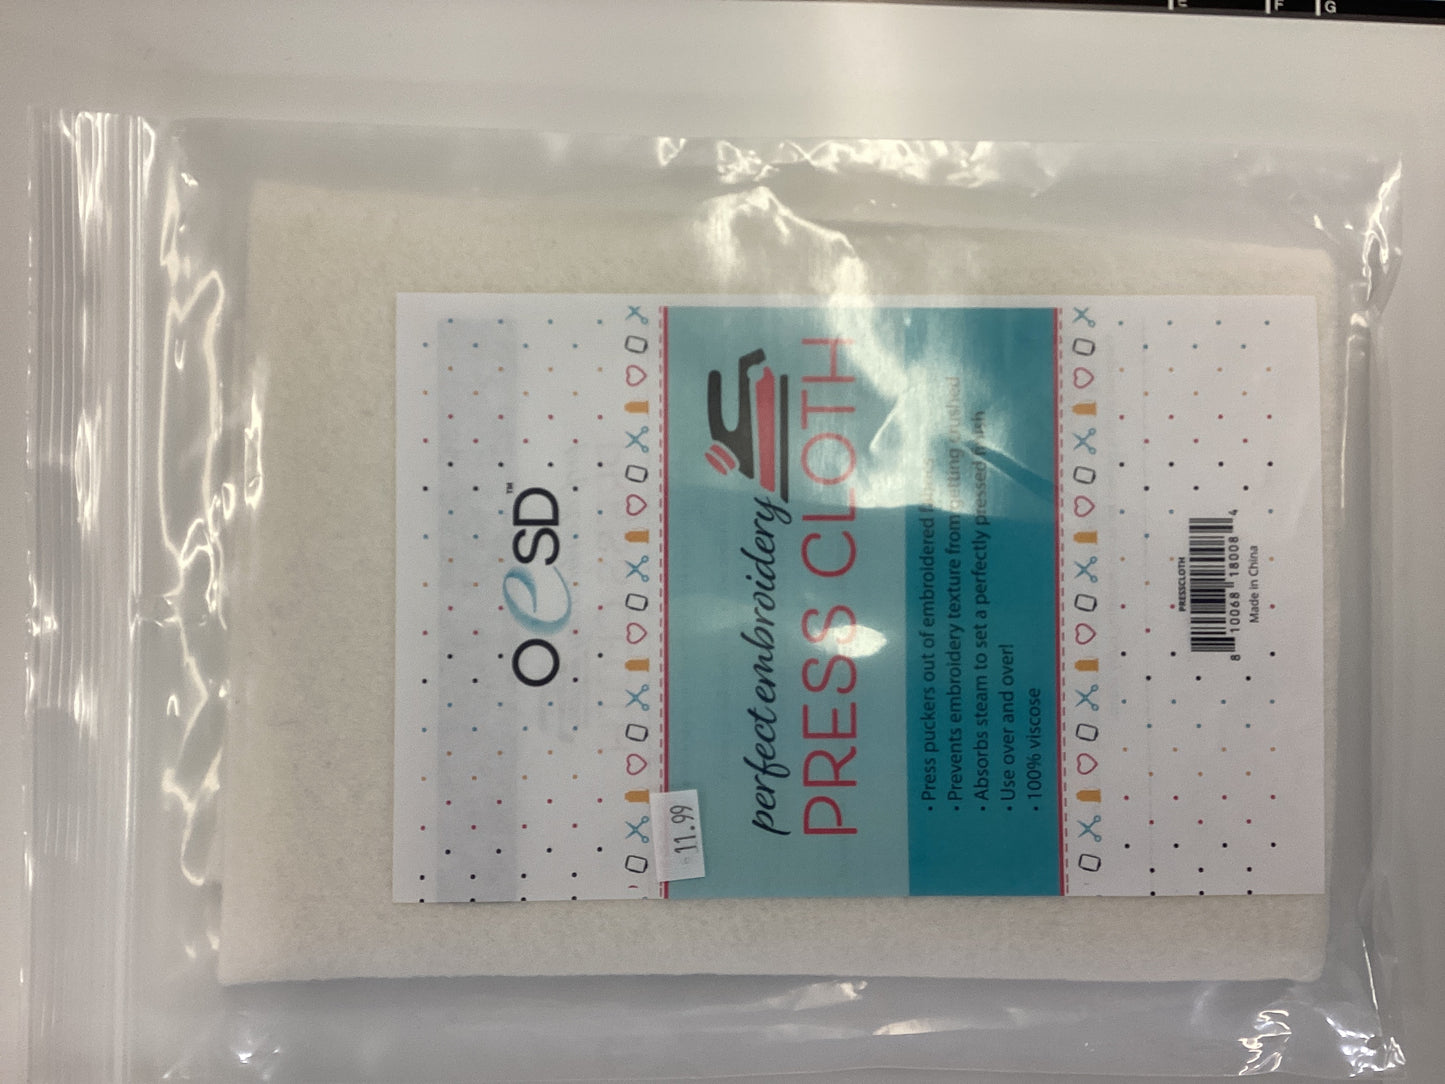 OeSD™
11.99
perfect embroidery
PRESS CLOTH
• Press puckers out of embroidered
• Prevents embroidery texture from getting crushed
• Absorbs steam to set a perfectly pressed finish
• Use over and over!
• 100% viscose
PRESSCLOTH
8 10068 18008 4
Made in China
E F G